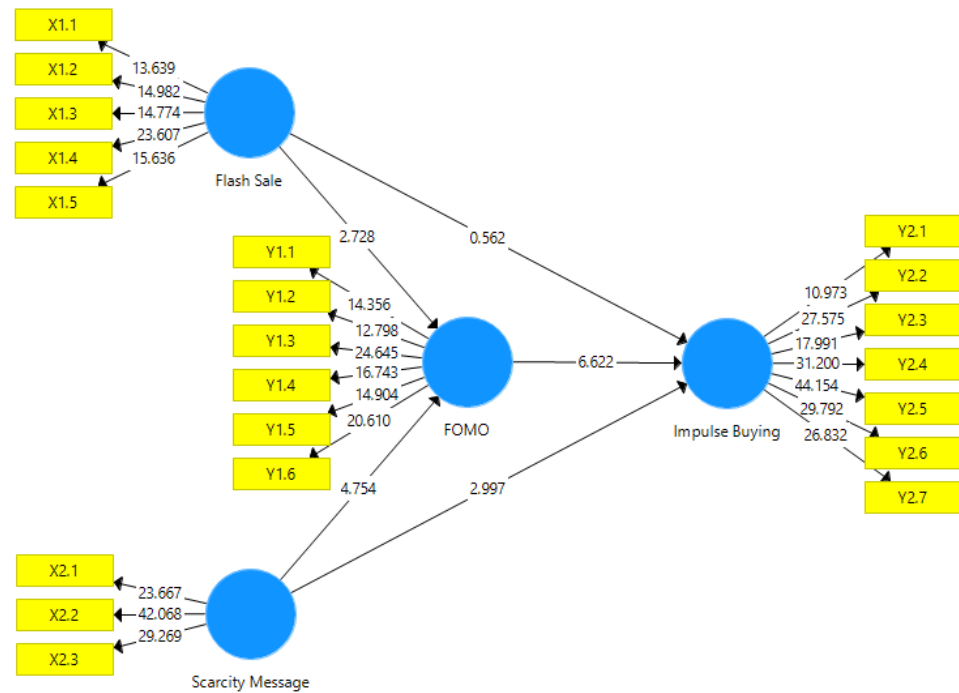 X1.1
X1.2
X1.3
X1.4
X1.5
13.639
14.982
14.774
23.607
15.636
Flash Sale
2.728
0.562
Y1.1
Y1.2
Y1.3
Y1.4
Y1.5
Y1.6
14.356
12.798
24.645
16.743
14.904
20.610
FOMO
6.622
Y2.1
Y2.2
Y2.3
Y2.4
Y2.5
Y2.6
Y2.7
10.973
27.575
17.991
31.200
44.154
29.792
26.832
Impulse Buying
4.754
2.997
X2.1
X2.2
X2.3
23.667
42.068
29.269
Scarcity Message